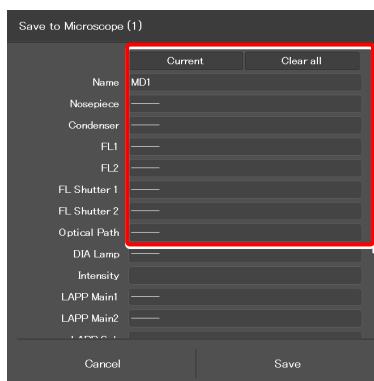 Save to Microscope (1)
Current Clear all
Name MD1
Nosepiece ———
Condenser ———
FL1 ———
FL2 ———
FL Shutter 1 ———
FL Shutter 2 ———
Optical Path ———
DIA Lamp ———
Intensity
LAPP Main1 ———
LAPP Main2 ———
Cancel Save